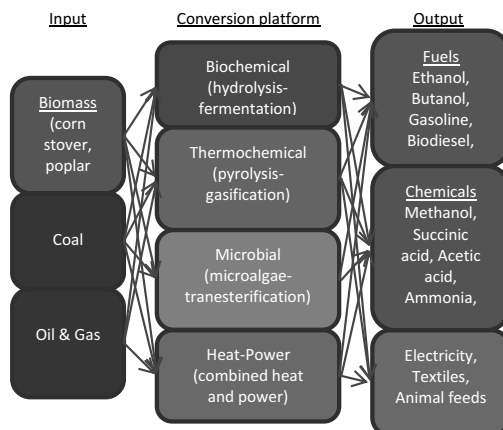 Input
Conversion platform
Output
Biomass
(corn
stover,
poplar
Coal
Oil & Gas
Biochemical
(hydrolysis-
fermentation)
Thermochemical
(pyrolysis-
gasification)
Microbial
(microalgae-
tranesterification)
Heat-Power
(combined heat
and power)
Fuels
Ethanol,
Butanol,
Gasoline,
Biodiesel,
Chemicals
Methanol,
Succinic
acid, Acetic
acid,
Ammonia,
Electricity,
Textiles,
Animal feeds